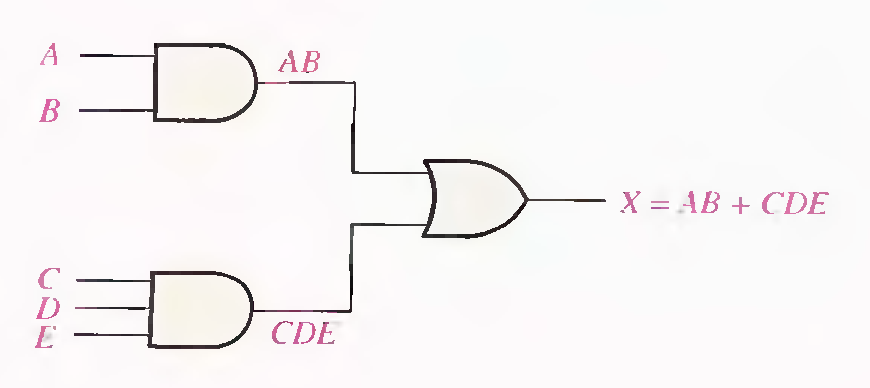 A
AB
B
X = AB + CDE
C
D
E
CDE